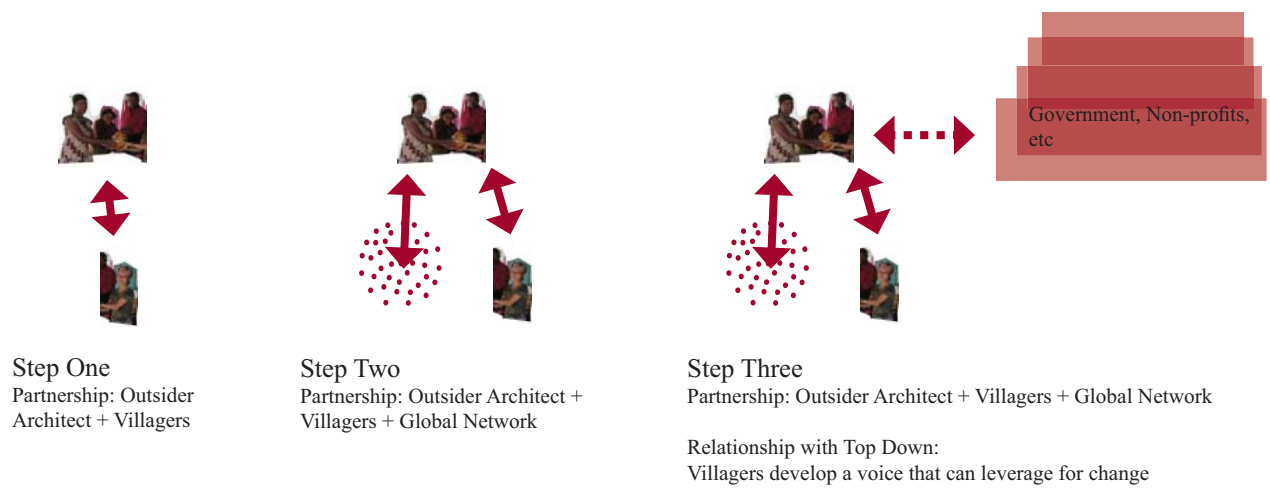 Government, Non-profits,
etc
Step One
Partnership: Outsider
Architect + Villagers
Step Two
Partnership: Outsider Architect +
Villagers + Global Network
Step Three
Partnership: Outsider Architect + Villagers + Global Network
Relationship with Top Down:
Villagers develop a voice that can leverage for change